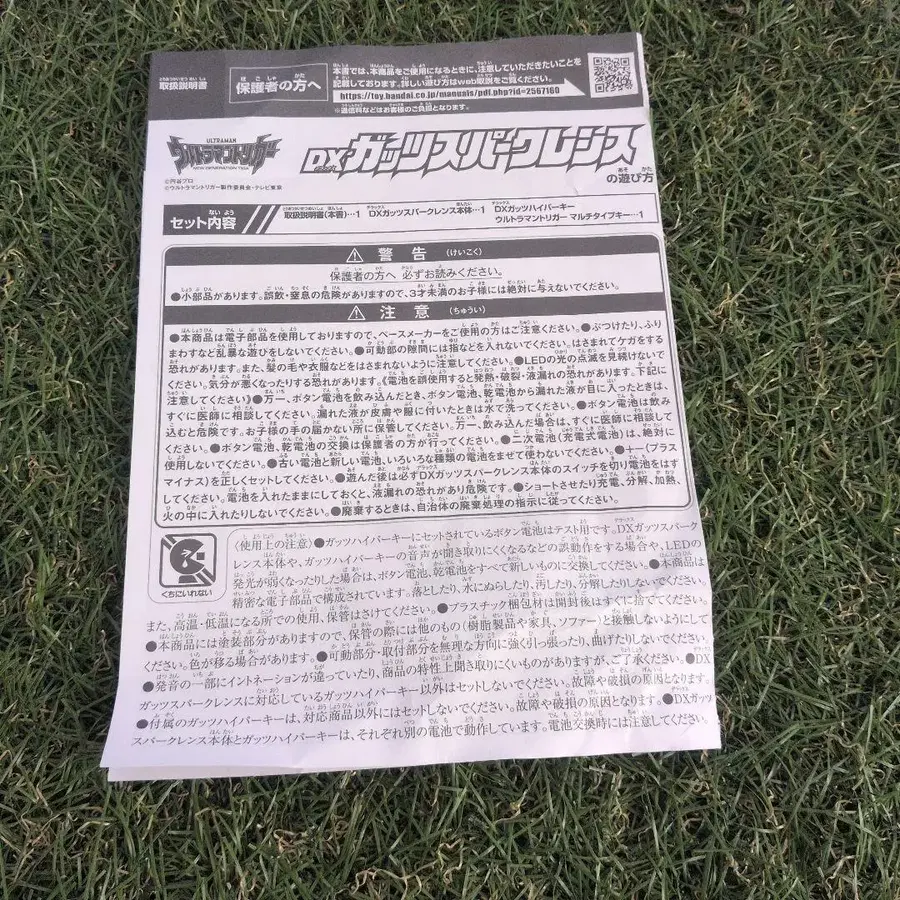 取扱説明書
保護者の方へ
本書では、本商品をご使用になるときに、注意していただきたいことを
記載しております。詳しい遊び方はweb取説をご覧ください。
https://toy.bandai.co.jp/manuals/pdf.php?id=2567160
※通信料などはお客様のご負担となります。
ULTRAMAN
ウルトラマントリガー
NEW GENERATION TIGA
©円谷プロ
©ウルトラマントリガー製作委員会・テレビ東京
DXガッツスパークレンス
の遊び方
セット内容
取扱説明書(本書)…1
DXガッツスパークレンス本体…1
DXガッツハイパーキー
ウルトラマントリガー マルチタイプキー…1
警告(けいこく)
保護者の方へ 必ずお読みください。
●小部品があります。誤飲・窒息の危険がありますので、3才未満のお子様には絶対に与えないでください。
注意(ちゅうい)
●本商品は電子部品を使用しておりますので、ペースメーカーをご使用の方はご注意ください。●ぶつけたり、ふり
まわすなど乱暴な遊びをしないでください。●可動部の隙間には指などを入れないでください。はさまれてケガをする
恐れがあります。また、髪の毛や衣服などをはさまれないように注意してください。●LEDの光の点滅を見続けないで
ください。気分が悪くなったりする恐れがあります。《電池を誤使用すると発熱・破裂・液漏れの恐れがあります。下記に
注意してください》●万一、ボタン電池を飲み込んだとき、ボタン電池、乾電池から漏れた液が目に入ったときは、
すぐに医師に相談してください。漏れた液が皮膚や服に付いたときは水で洗ってください。●ボタン電池は飲み
込むと危険です。お子様の手の届かない所に保管してください。万一、飲み込んだ場合は、すぐに医師に相談して
ください。●ボタン電池、乾電池の交換は保護者の方が行ってください。●二次電池(充電式電池)は、絶対に
使用しないでください。●古い電池と新しい電池、いろいろな種類の電池をまぜて使わないでください。●＋－(プラス
マイナス)を正しくセットしてください。●遊んだ後は必ずDXガッツスパークレンス本体のスイッチを切り電池をはず
してください。電池を入れたままにしておくと、液漏れの恐れがあり危険です。●ショートさせたり充電、分解、加熱、
火の中に入れたりしないでください。●廃棄するときは、自治体の廃棄処理の指示に従ってください。
くちにいれない
〈使用上の注意〉●ガッツハイパーキーにセットされているボタン電池はテスト用です。DXガッツスパーク
レンス本体や、ガッツハイパーキーの音声が聞き取りにくくなるなどの誤動作をする場合や、LEDの
発光が弱くなったりした場合は、ボタン電池、乾電池をすべて新しいものに交換してください。●本商品は
精密な電子部品で構成されています。落としたり、水にぬらしたり、汚したり、分解したりしないでください。
また、高温・低温になる所での使用、保管はさけてください。●プラスチック梱包材は開封後はすぐに捨ててください。
●本商品には塗装部分がありますので、保管の際には他のもの(樹脂製品や家具、ソファー)と接触しないようにして
ください。色が移る場合があります。●可動部分・取付部分を無理な方向に強く引っ張ったり、曲げたりしないでください。
●発音の一部にイントネーションが違っていたり、商品の特性上聞き取りにくいものがありますが、ご了承ください。●DX
ガッツスパークレンスに対応しているガッツハイパーキー以外はセットしないでください。故障や破損の原因となります。
●付属のガッツハイパーキーは、対応商品以外にはセットしないでください。故障や破損の原因となります。●DXガッツ
スパークレンス本体とガッツハイパーキーは、それぞれ別の電池で動作しています。電池交換時には注意してください。